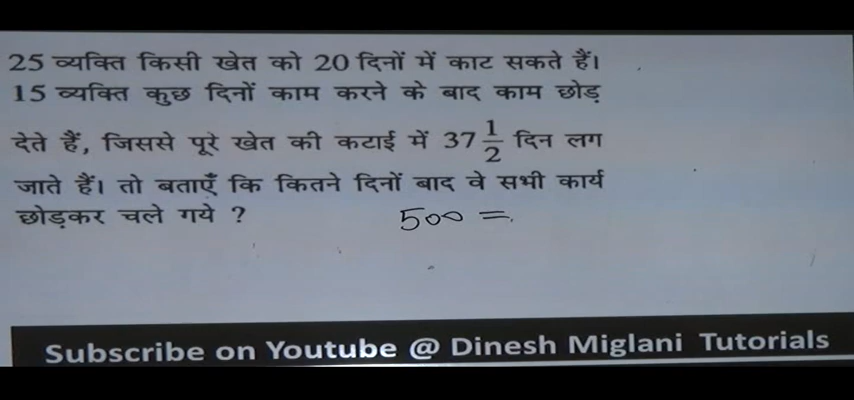 25 व्यक्ति किसी खेत को 20 दिनों में काट सकते हैं।
15 व्यक्ति कुछ दिनों काम करने के बाद काम छोड़
देते हैं, जिससे पूरे खेत की कटाई में 37 1/2 दिन लग
जाते हैं। तो बताएँ कि कितने दिनों बाद वे सभी कार्य
छोड़कर चले गये ?
500 =
Subscribe on Youtube @ Dinesh Miglani Tutorials